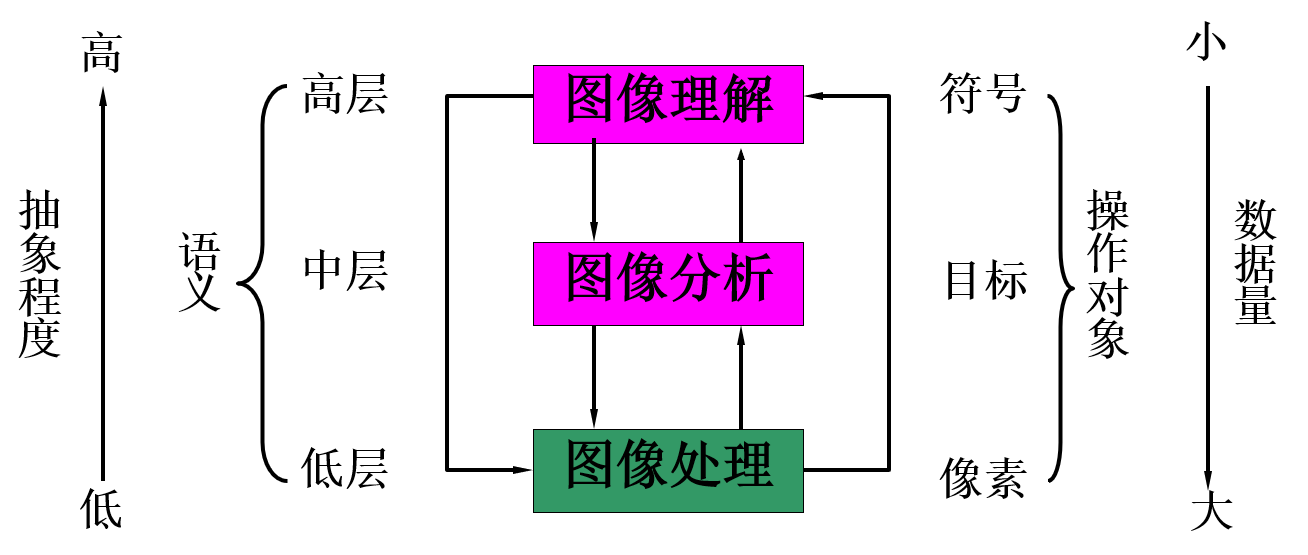 高
小
高层
图像理解
符号
抽象程度
语义
中层
图像分析
目标
操作对象
数据量
低层
图像处理
像素
低
大